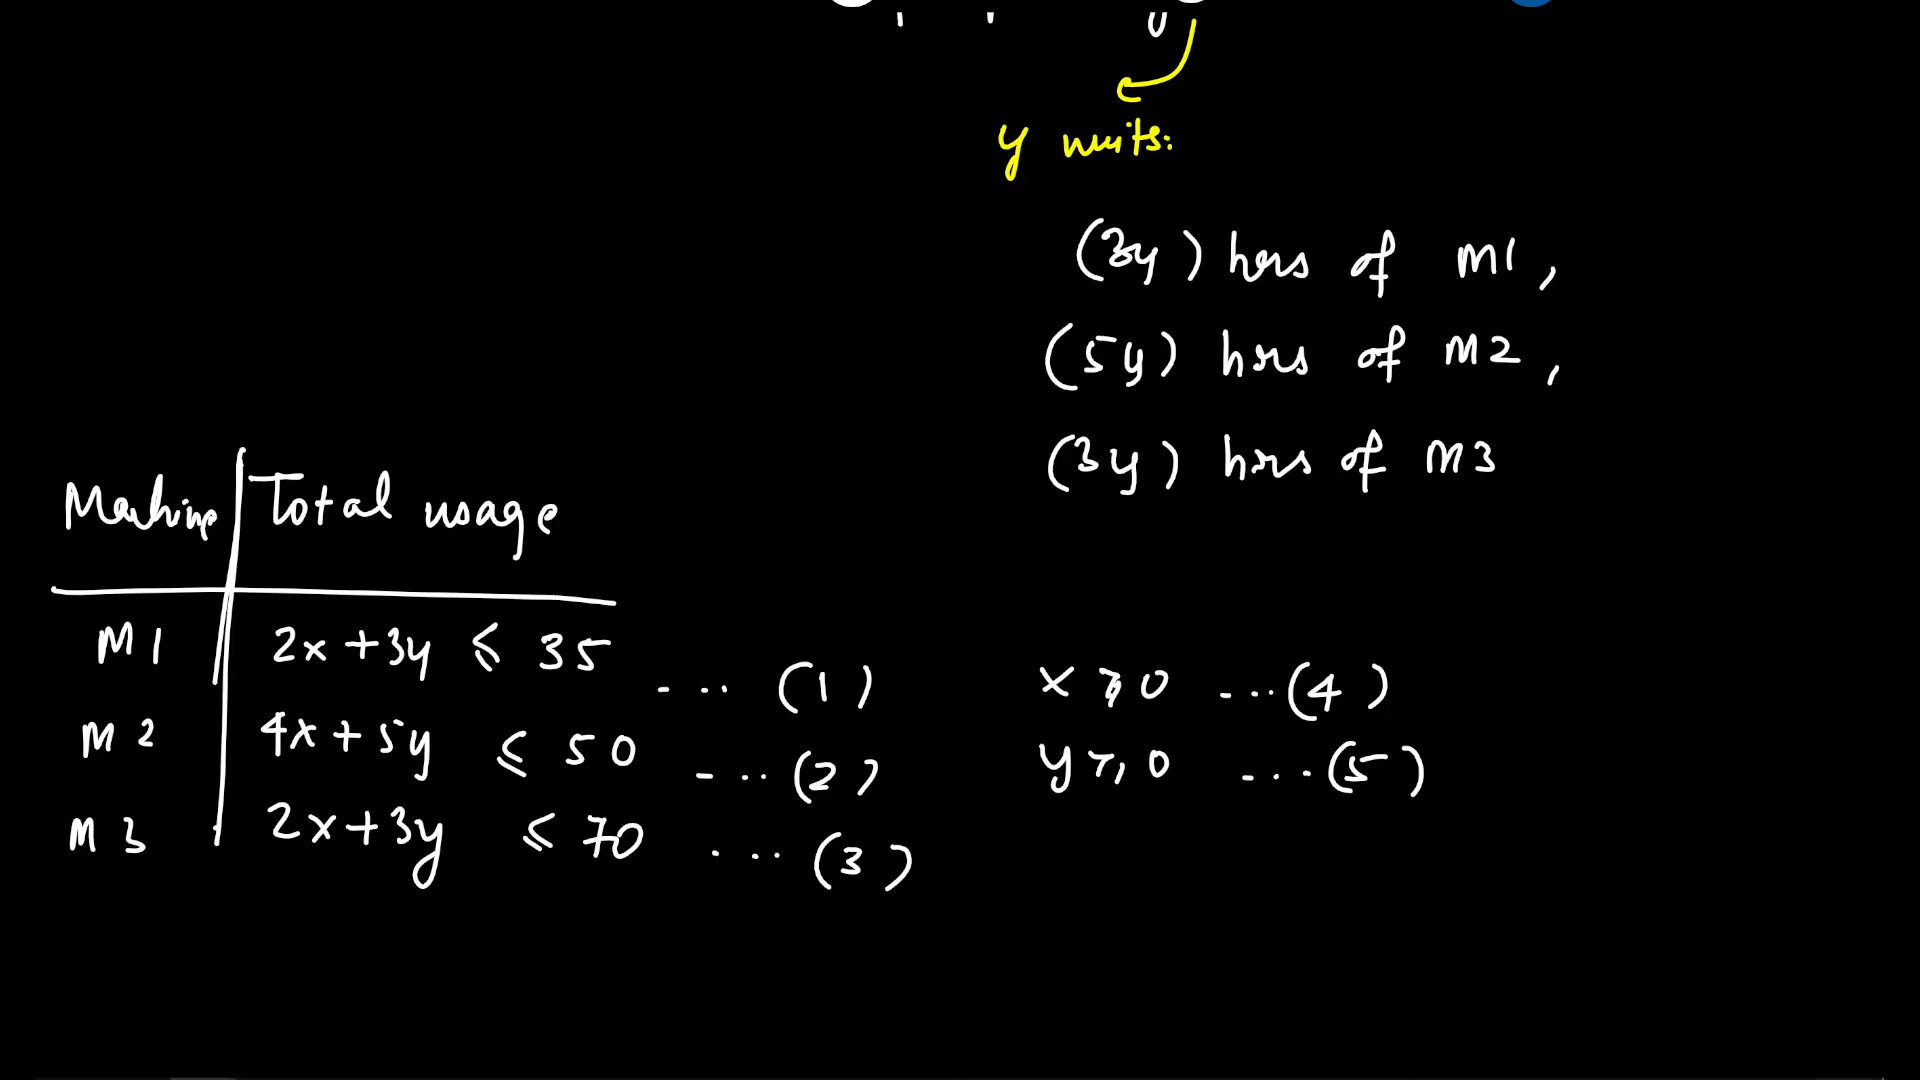 y units:
(3y) hrs of M1,
(5y) hrs of M2,
(3y) hrs of M3
Machine Total usage
M1 2x+3y ≤ 35 ... (1)
M2 4x+5y ≤ 50 ... (2)
M3 2x+3y ≤ 70 ... (3)
x ≥ 0 ...(4)
y ≥ 0 ...(5)